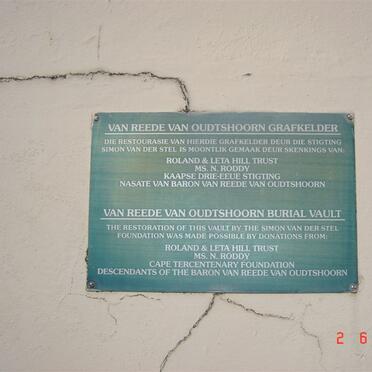 VAN REEDE VAN OUDTSHOORN GRAFKELDER
DIE RESTOURASIE VAN HIERDIE GRAFKELDER DEUR DIE STIGTING
SIMON VAN DER STEL IS MOONTLIK GEMAAK DEUR SKENKINGS VAN:
ROLAND & LETA HILL TRUST
MS. N. RODDY
KAAPSE DRIE-EEUE STIGTING
NASATE VAN BARON VAN REEDE VAN OUDTSHOORN
VAN REEDE VAN OUDTSHOORN BURIAL VAULT
THE RESTORATION OF THIS VAULT BY THE SIMON VAN DER STEL
FOUNDATION WAS MADE POSSIBLE BY DONATIONS FROM:
ROLAND & LETA HILL TRUST
MS. N. RODDY
CAPE TERCENTENARY FOUNDATION
DESCENDANTS OF THE BARON VAN REEDE VAN OUDTSHOORN
2 6